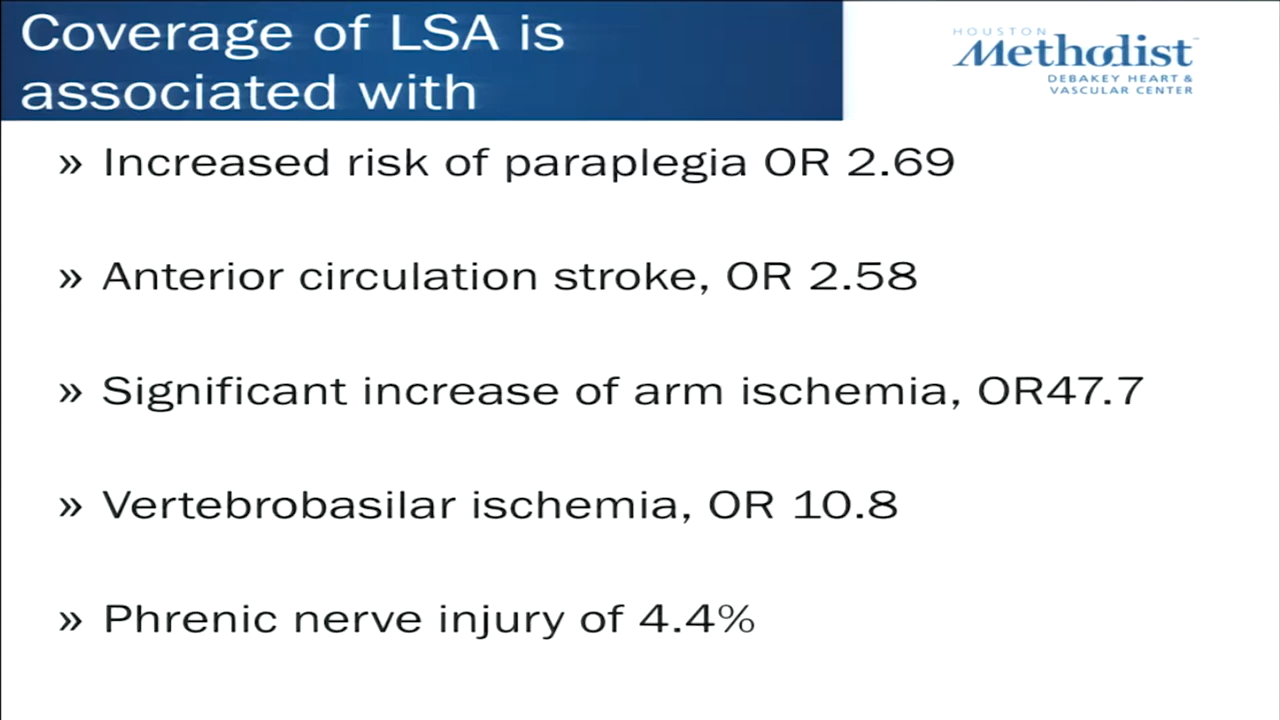 Coverage of LSA is
associated with
HOUSTON
Methodist
DEBAKEY HEART &
VASCULAR CENTER
» Increased risk of paraplegia OR 2.69
» Anterior circulation stroke, OR 2.58
» Significant increase of arm ischemia, OR47.7
» Vertebrobasilar ischemia, OR 10.8
» Phrenic nerve injury of 4.4%